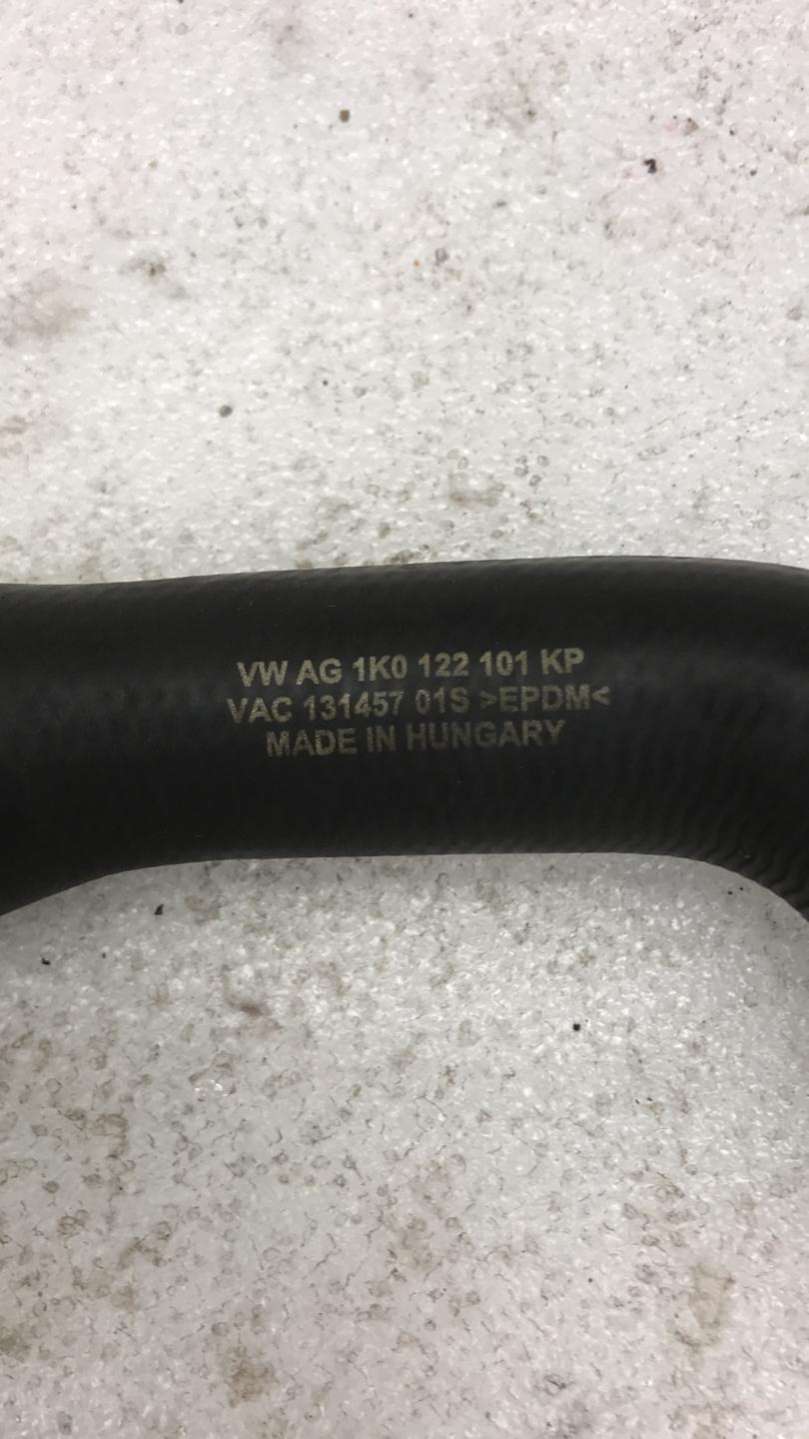 VW AG 1K0 122 101 KP
VAC 131457 01S >EPDM<
MADE IN HUNGARY